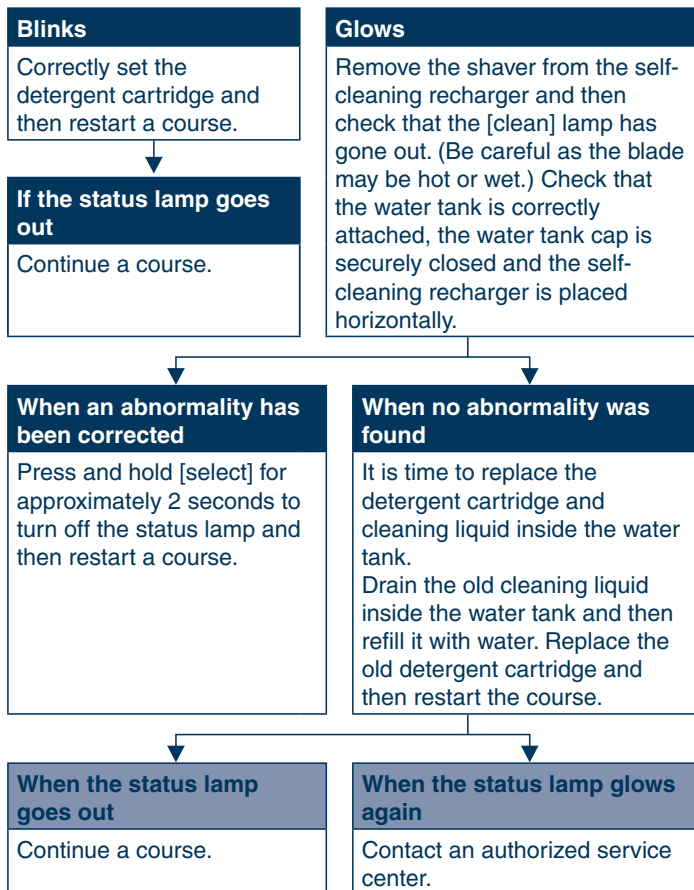 Blinks
Correctly set the
detergent cartridge and
then restart a course.
If the status lamp goes
out
Continue a course.
Glows
Remove the shaver from the self-
cleaning recharger and then
check that the [clean] lamp has
gone out. (Be careful as the blade
may be hot or wet.) Check that
the water tank is correctly
attached, the water tank cap is
securely closed and the self-
cleaning recharger is placed
horizontally.
When an abnormality has
been corrected
Press and hold [select] for
approximately 2 seconds to
turn off the status lamp and
then restart a course.
When no abnormality was
found
It is time to replace the
detergent cartridge and
cleaning liquid inside the water
tank.
Drain the old cleaning liquid
inside the water tank and then
refill it with water. Replace the
old detergent cartridge and
then restart the course.
When the status lamp
goes out
Continue a course.
When the status lamp glows
again
Contact an authorized service
center.